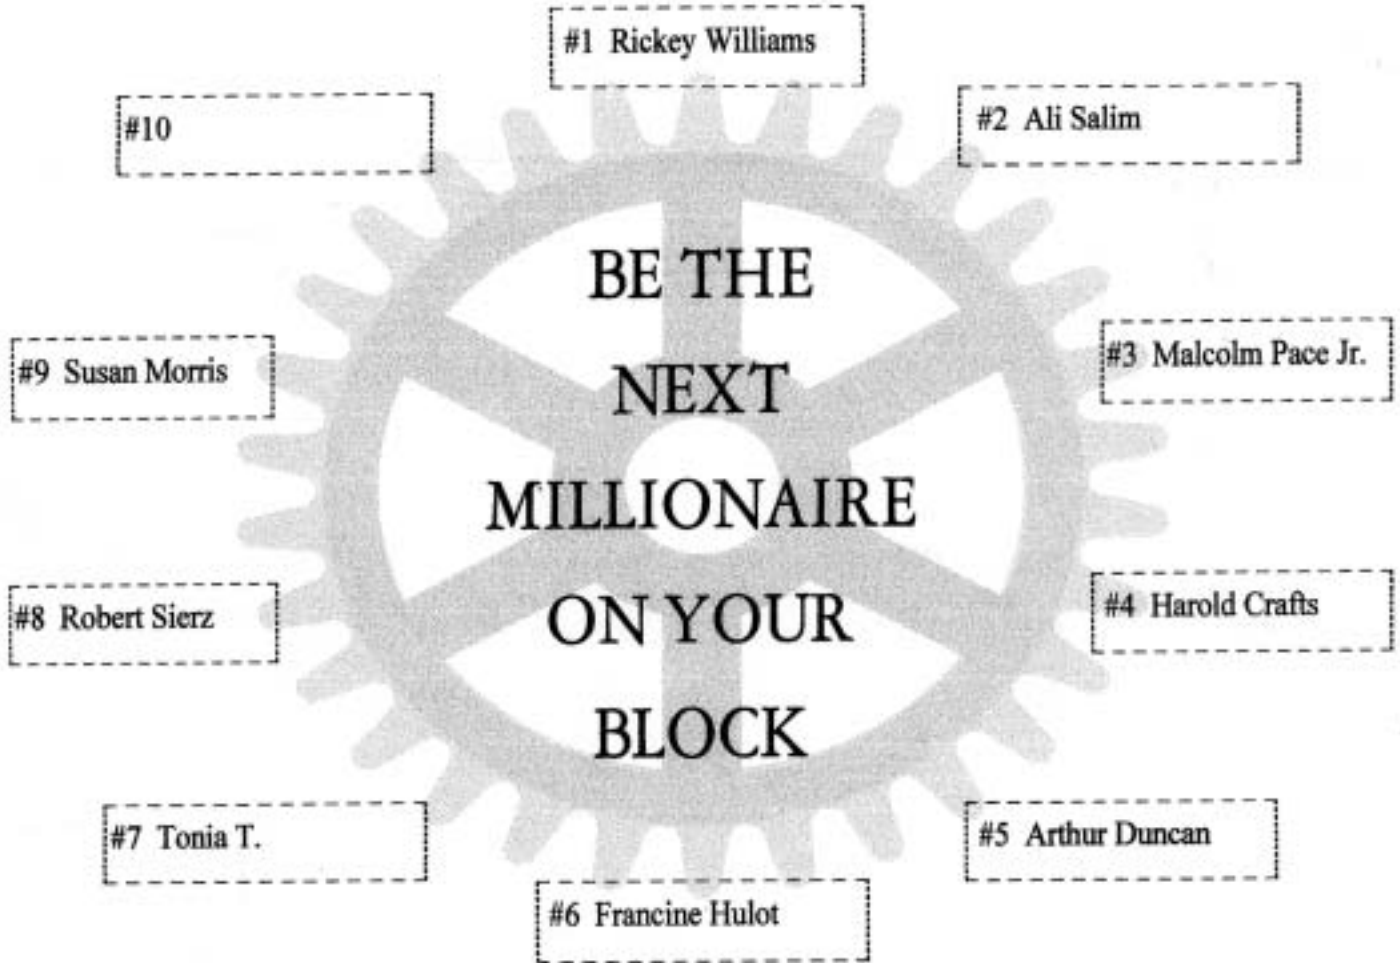 #1 Rickey Williams
#2 Ali Salim
#3 Malcolm Pace Jr.
#4 Harold Crafts
#5 Arthur Duncan
#6 Francine Hulot
#7 Tonia T.
#8 Robert Sierz
#9 Susan Morris
#10
BE THE
NEXT
MILLIONAIRE
ON YOUR
BLOCK